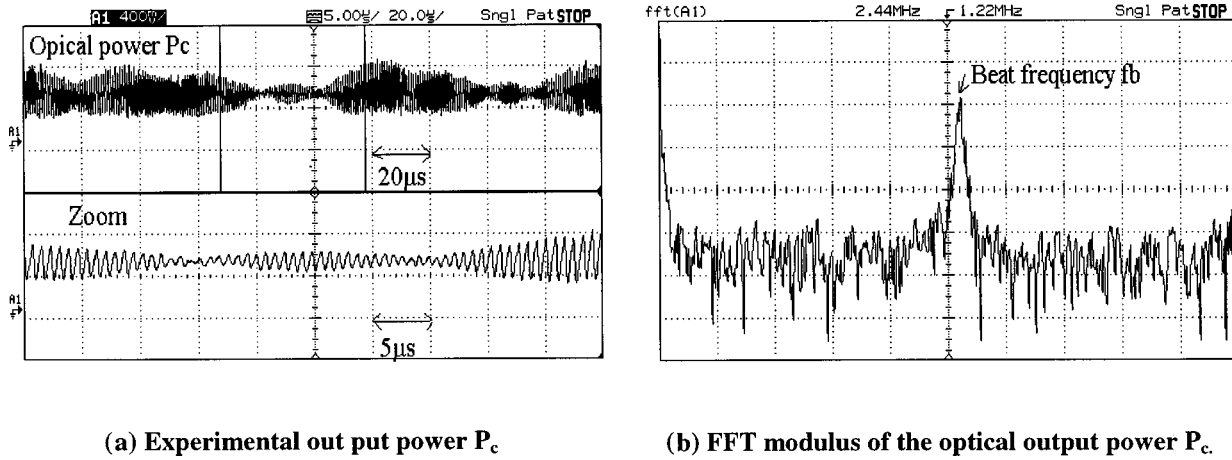 A1 400mV/ 5.00µ/ 20.0µ/ Sngl Pat STOP
Opical power Pc
A1
20µs
Zoom
A1
5µs
(a) Experimental out put power Pc
fft(A1) 2.44MHz 1.22MHz Sngl Pat STOP
Beat frequency fb
(b) FFT modulus of the optical output power Pc.